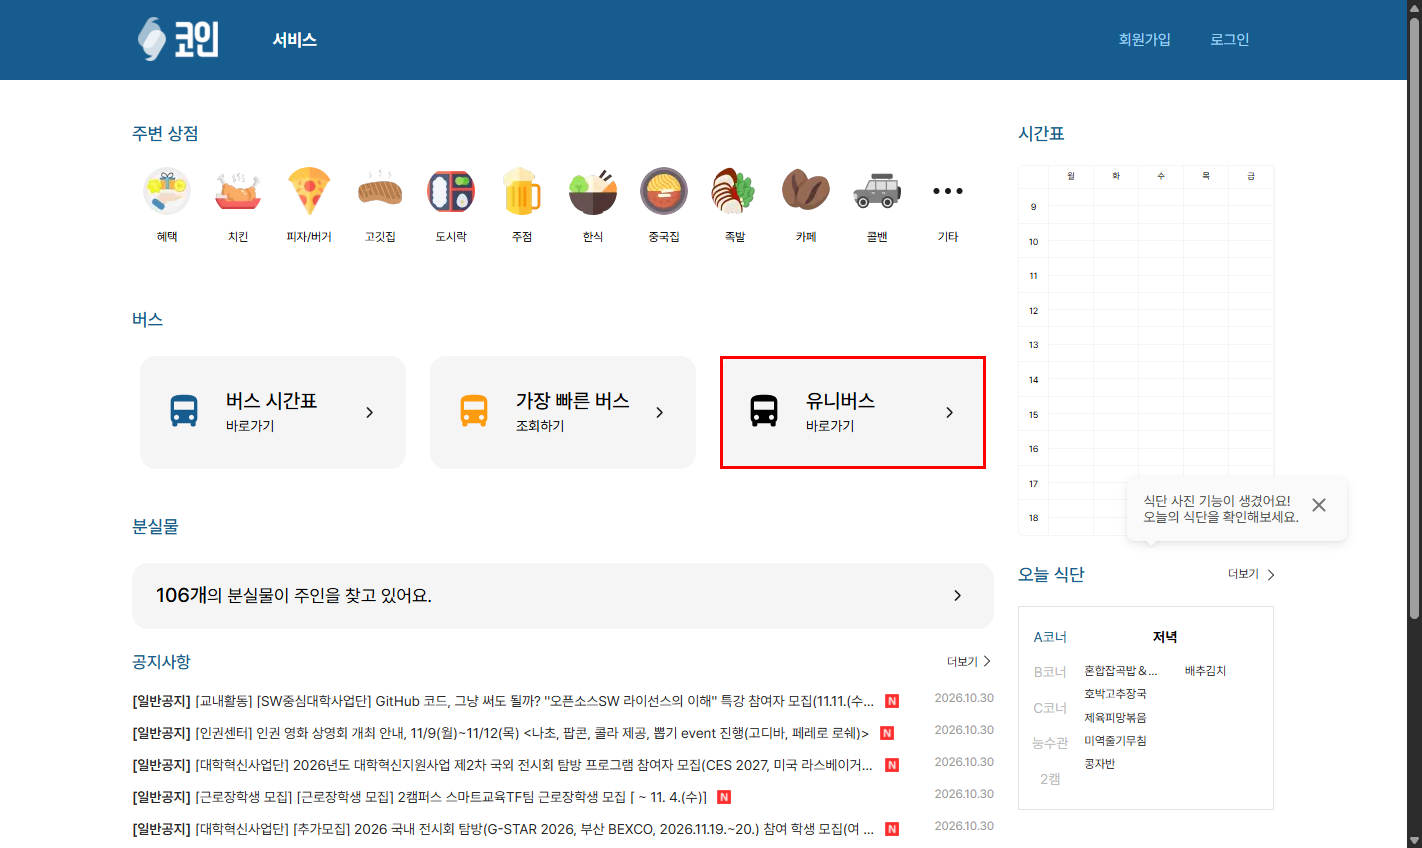 코인
서비스
회원가입
로그인
주변 상점
혜택
치킨
피자/버거
고깃집
도시락
주점
한식
중국집
족발
카페
콜밴
기타
버스
버스 시간표
바로가기
가장 빠른 버스
조회하기
유니버스
바로가기
분실물
106개의 분실물이 주인을 찾고 있어요.
공지사항
더보기
[일반공지] [교내활동] [SW중심대학사업단] GitHub 코드, 그냥 써도 될까? "오픈소스SW 라이선스의 이해" 특강 참여자 모집(11.11.(수... N 2026.10.30
[일반공지] [인권센터] 인권 영화 상영회 개최 안내, 11/9(월)~11/12(목) <나초, 팝콘, 콜라 제공, 뽑기 event 진행(고디바, 페레로 로쉐)> N 2026.10.30
[일반공지] [대학혁신사업단] 2026년도 대학혁신지원사업 제2차 국외 전시회 탐방 프로그램 참여자 모집(CES 2027, 미국 라스베이거... N 2026.10.30
[일반공지] [근로장학생 모집] [근로장학생 모집] 2캠퍼스 스마트교육TF팀 근로장학생 모집 [ ~ 11. 4.(수)] N 2026.10.30
[일반공지] [대학혁신사업단] [추가모집] 2026 국내 전시회 탐방(G-STAR 2026, 부산 BEXCO, 2026.11.19.~20.) 참여 학생 모집(여 ... N 2026.10.30
시간표
월 화 수 목 금
9
10
11
12
13
14
15
16
17
18
식단 사진 기능이 생겼어요!
오늘의 식단을 확인해보세요.
오늘 식단
더보기
A코너
B코너
C코너
능수관
2캠
저녁
혼합잡곡밥 & ...
배추김치
호박고추장국
제육피망볶음
미역줄기무침
콩자반